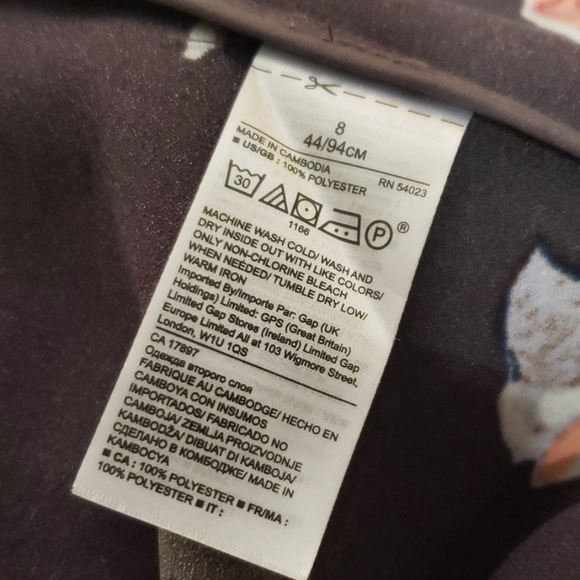 8
44/94CM
MADE IN CAMBODIA
RN 54023
■ US/GB : 100% POLYESTER
30
P ®
1166
MACHINE WASH COLD/ WASH AND
DRY INSIDE OUT WITH LIKE COLORS/
ONLY NON-CHLORINE BLEACH
WHEN NEEDED/ TUMBLE DRY LOW/
WARM IRON
Imported By/Importe Par: Gap (UK
Holdings) Limited: GPS (Great Britain)
Limited Gap Stores (Ireland) Limited Gap
Europe Limited All at 103 Wigmore Street,
London, W1U 1QS
CA 17897
Одежда второго слоя
FABRIQUE AU CAMBODGE/ HECHO EN
CAMBOYA CON INSUMOS
IMPORTADOS/ FABRICADO NO
CAMBOJA/ ZEMLJA PROIZVODNJE
KAMBODŽA/ DIBUAT DI KAMBOJA/
СДЕЛАНО В КОМБОДЖЕ/ MADE IN
KAMBOCYA
■ CA : 100% POLYESTER ■ FR/MA :
100% POLYESTER ■ IT :